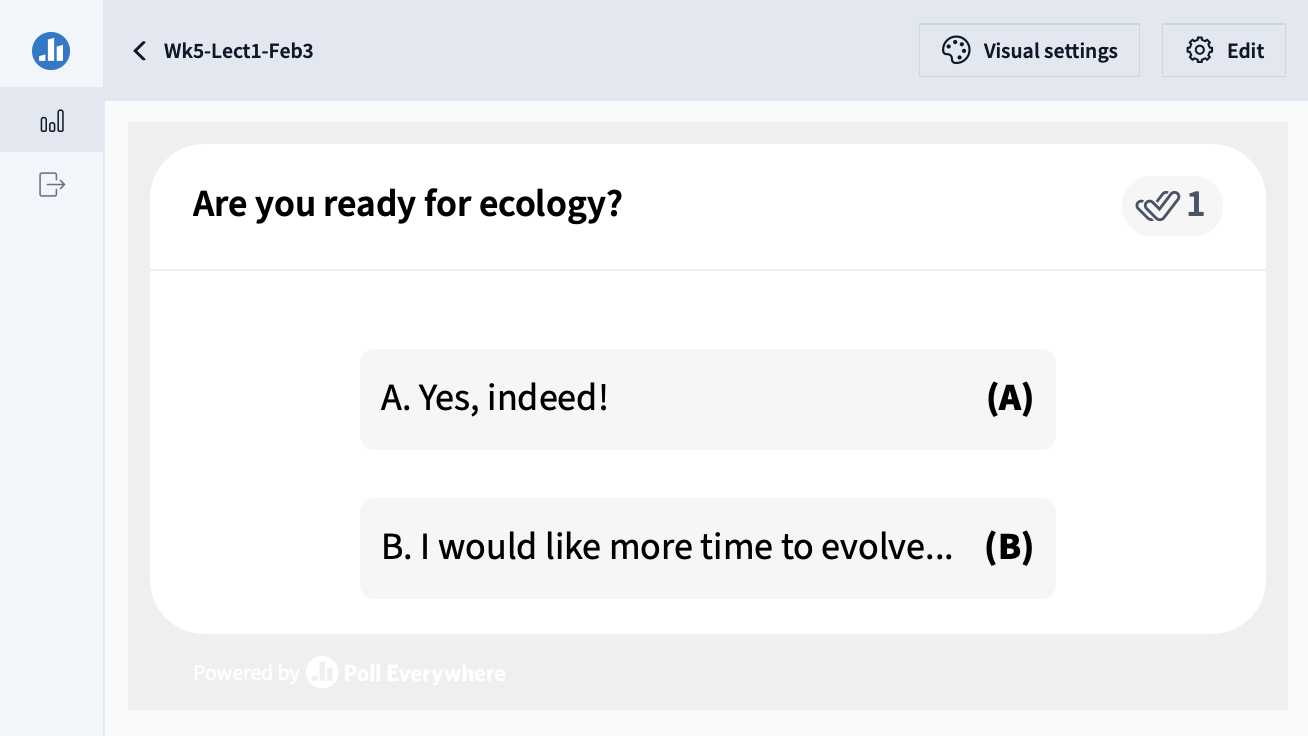 Wk5-Lect1-Feb3
Visual settings
Edit
Are you ready for ecology?
1
A. Yes, indeed!
(A)
B. I would like more time to evolve...
(B)
Powered by Poll Everywhere